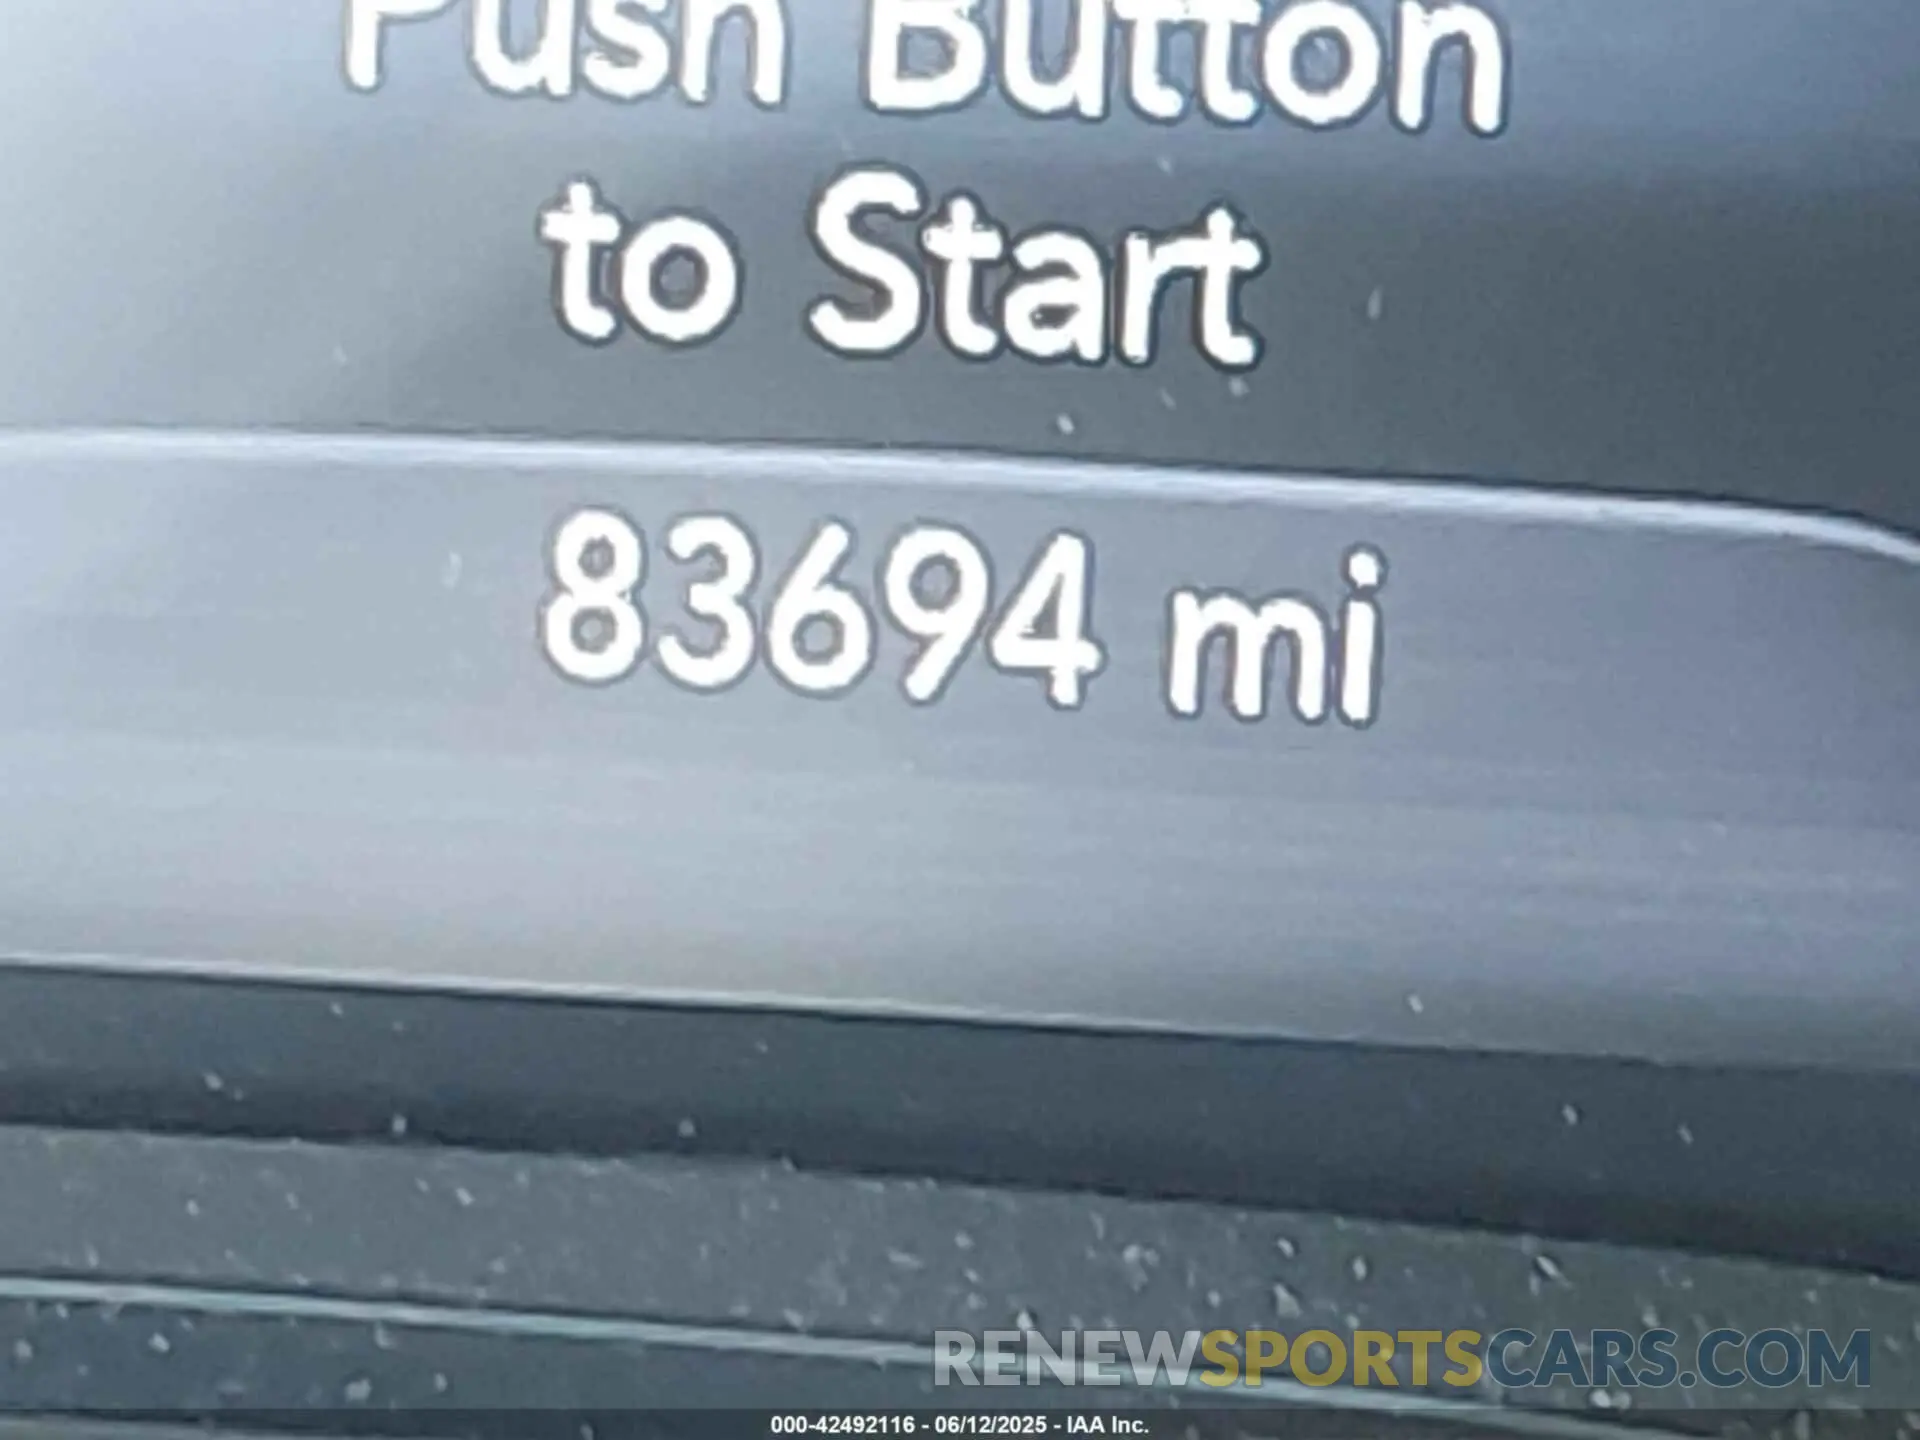 Push Button
to Start
83694 mi
RENEWSPORTSCARS.COM
000-42492116 - 06/12/2025 - IAA Inc.